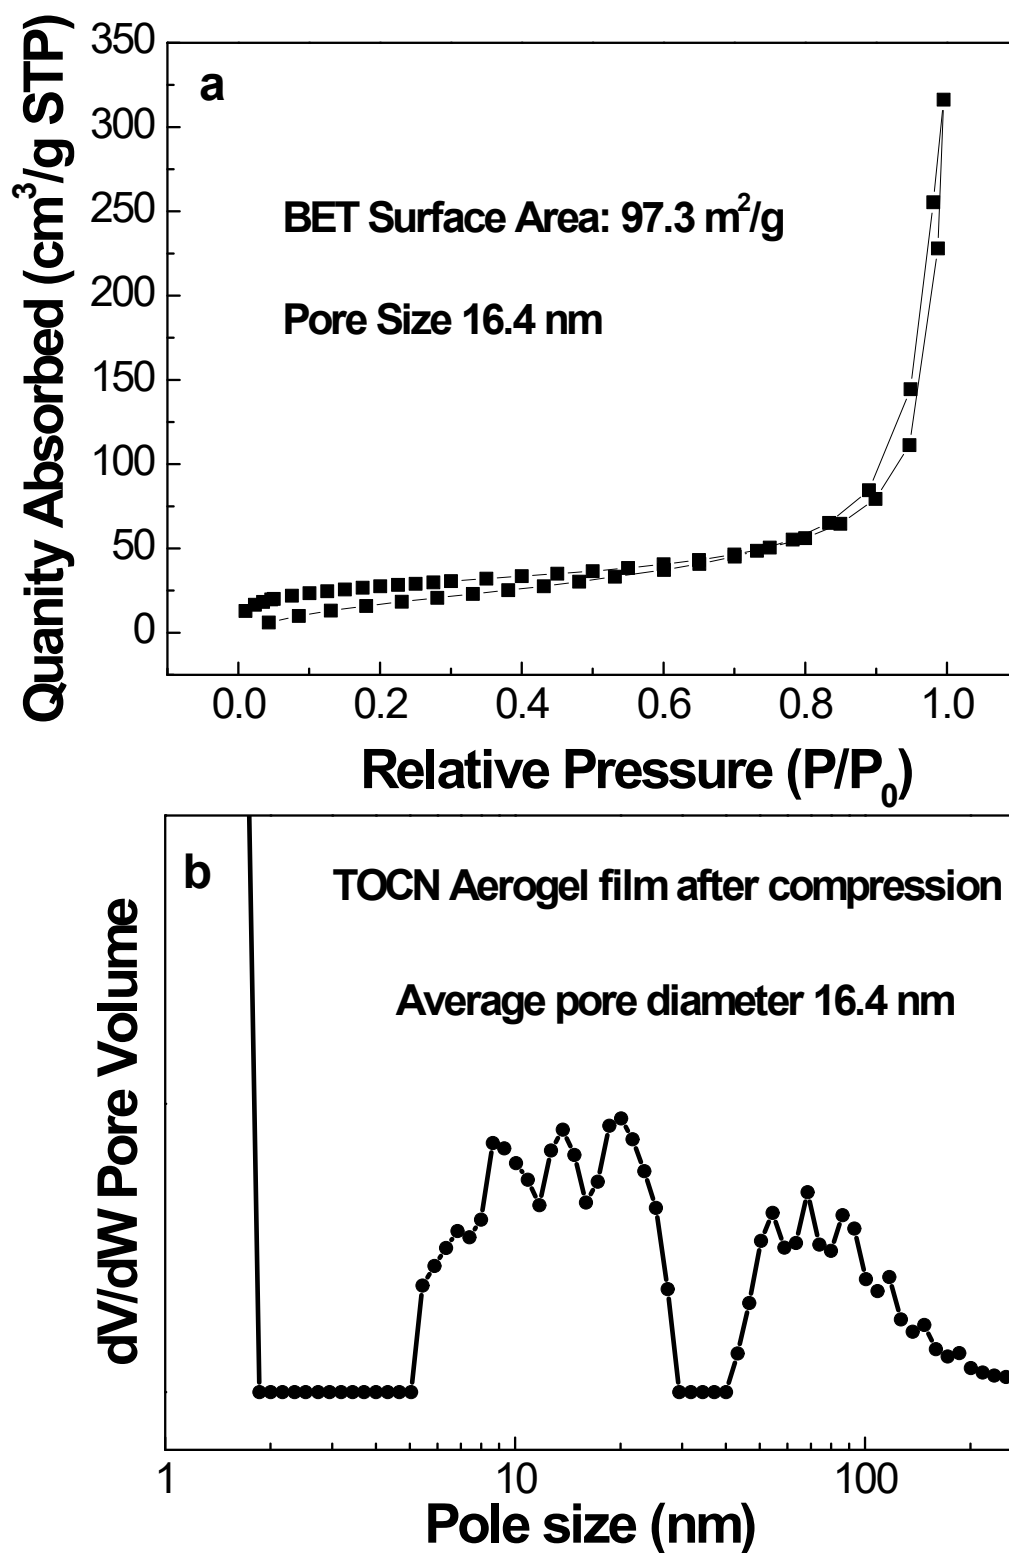 a
BET Surface Area: 97.3 m²/g
Pore Size 16.4 nm
Quanity Absorbed (cm³/g STP)
350
300
250
200
150
100
50
0
0.0 0.2 0.4 0.6 0.8 1.0
Relative Pressure (P/P₀)
b
TOCN Aerogel film after compression
Average pore diameter 16.4 nm
dV/dW Pore Volume
1 10 100
Pole size (nm)